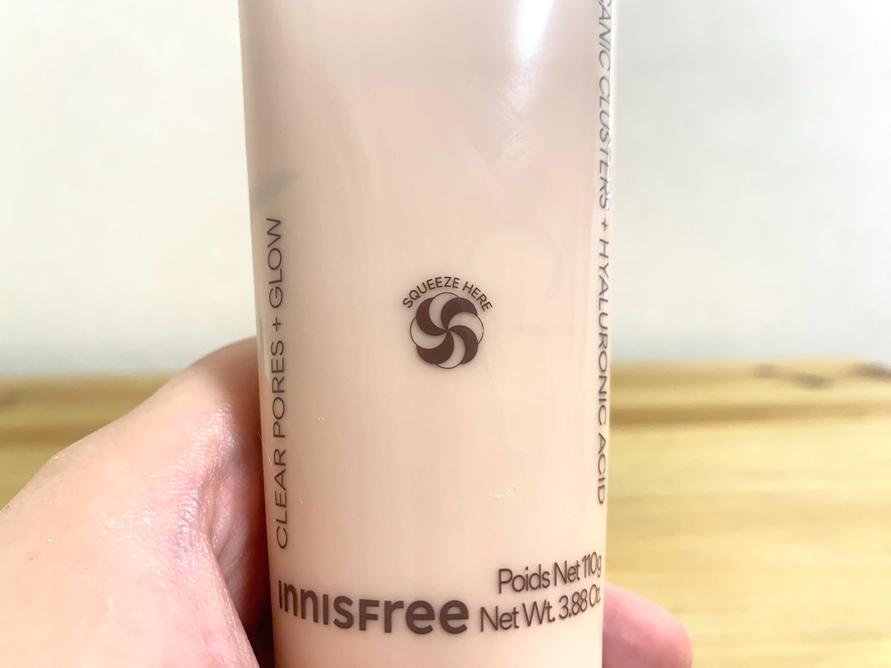 CLEAR PORES + GLOW
SQUEEZE HERE
CLUSTERS + HYALURONIC ACID
Poids Net 110g
innisfree Net Wt. 3.88 Oz